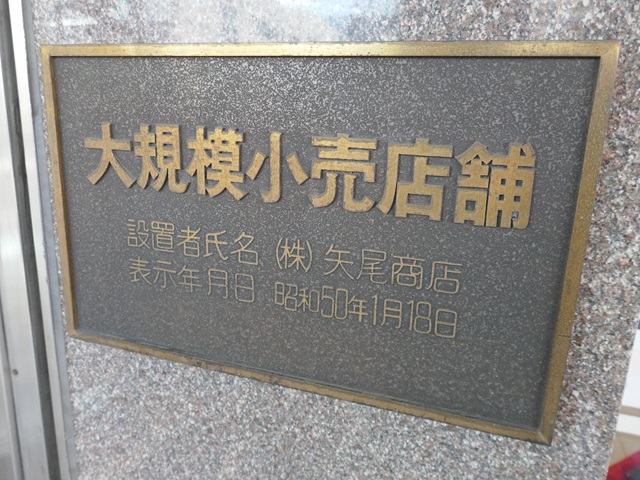 大規模小売店舗
設置者氏名 (株) 矢尾商店
表示年月日 昭和50年1月18日